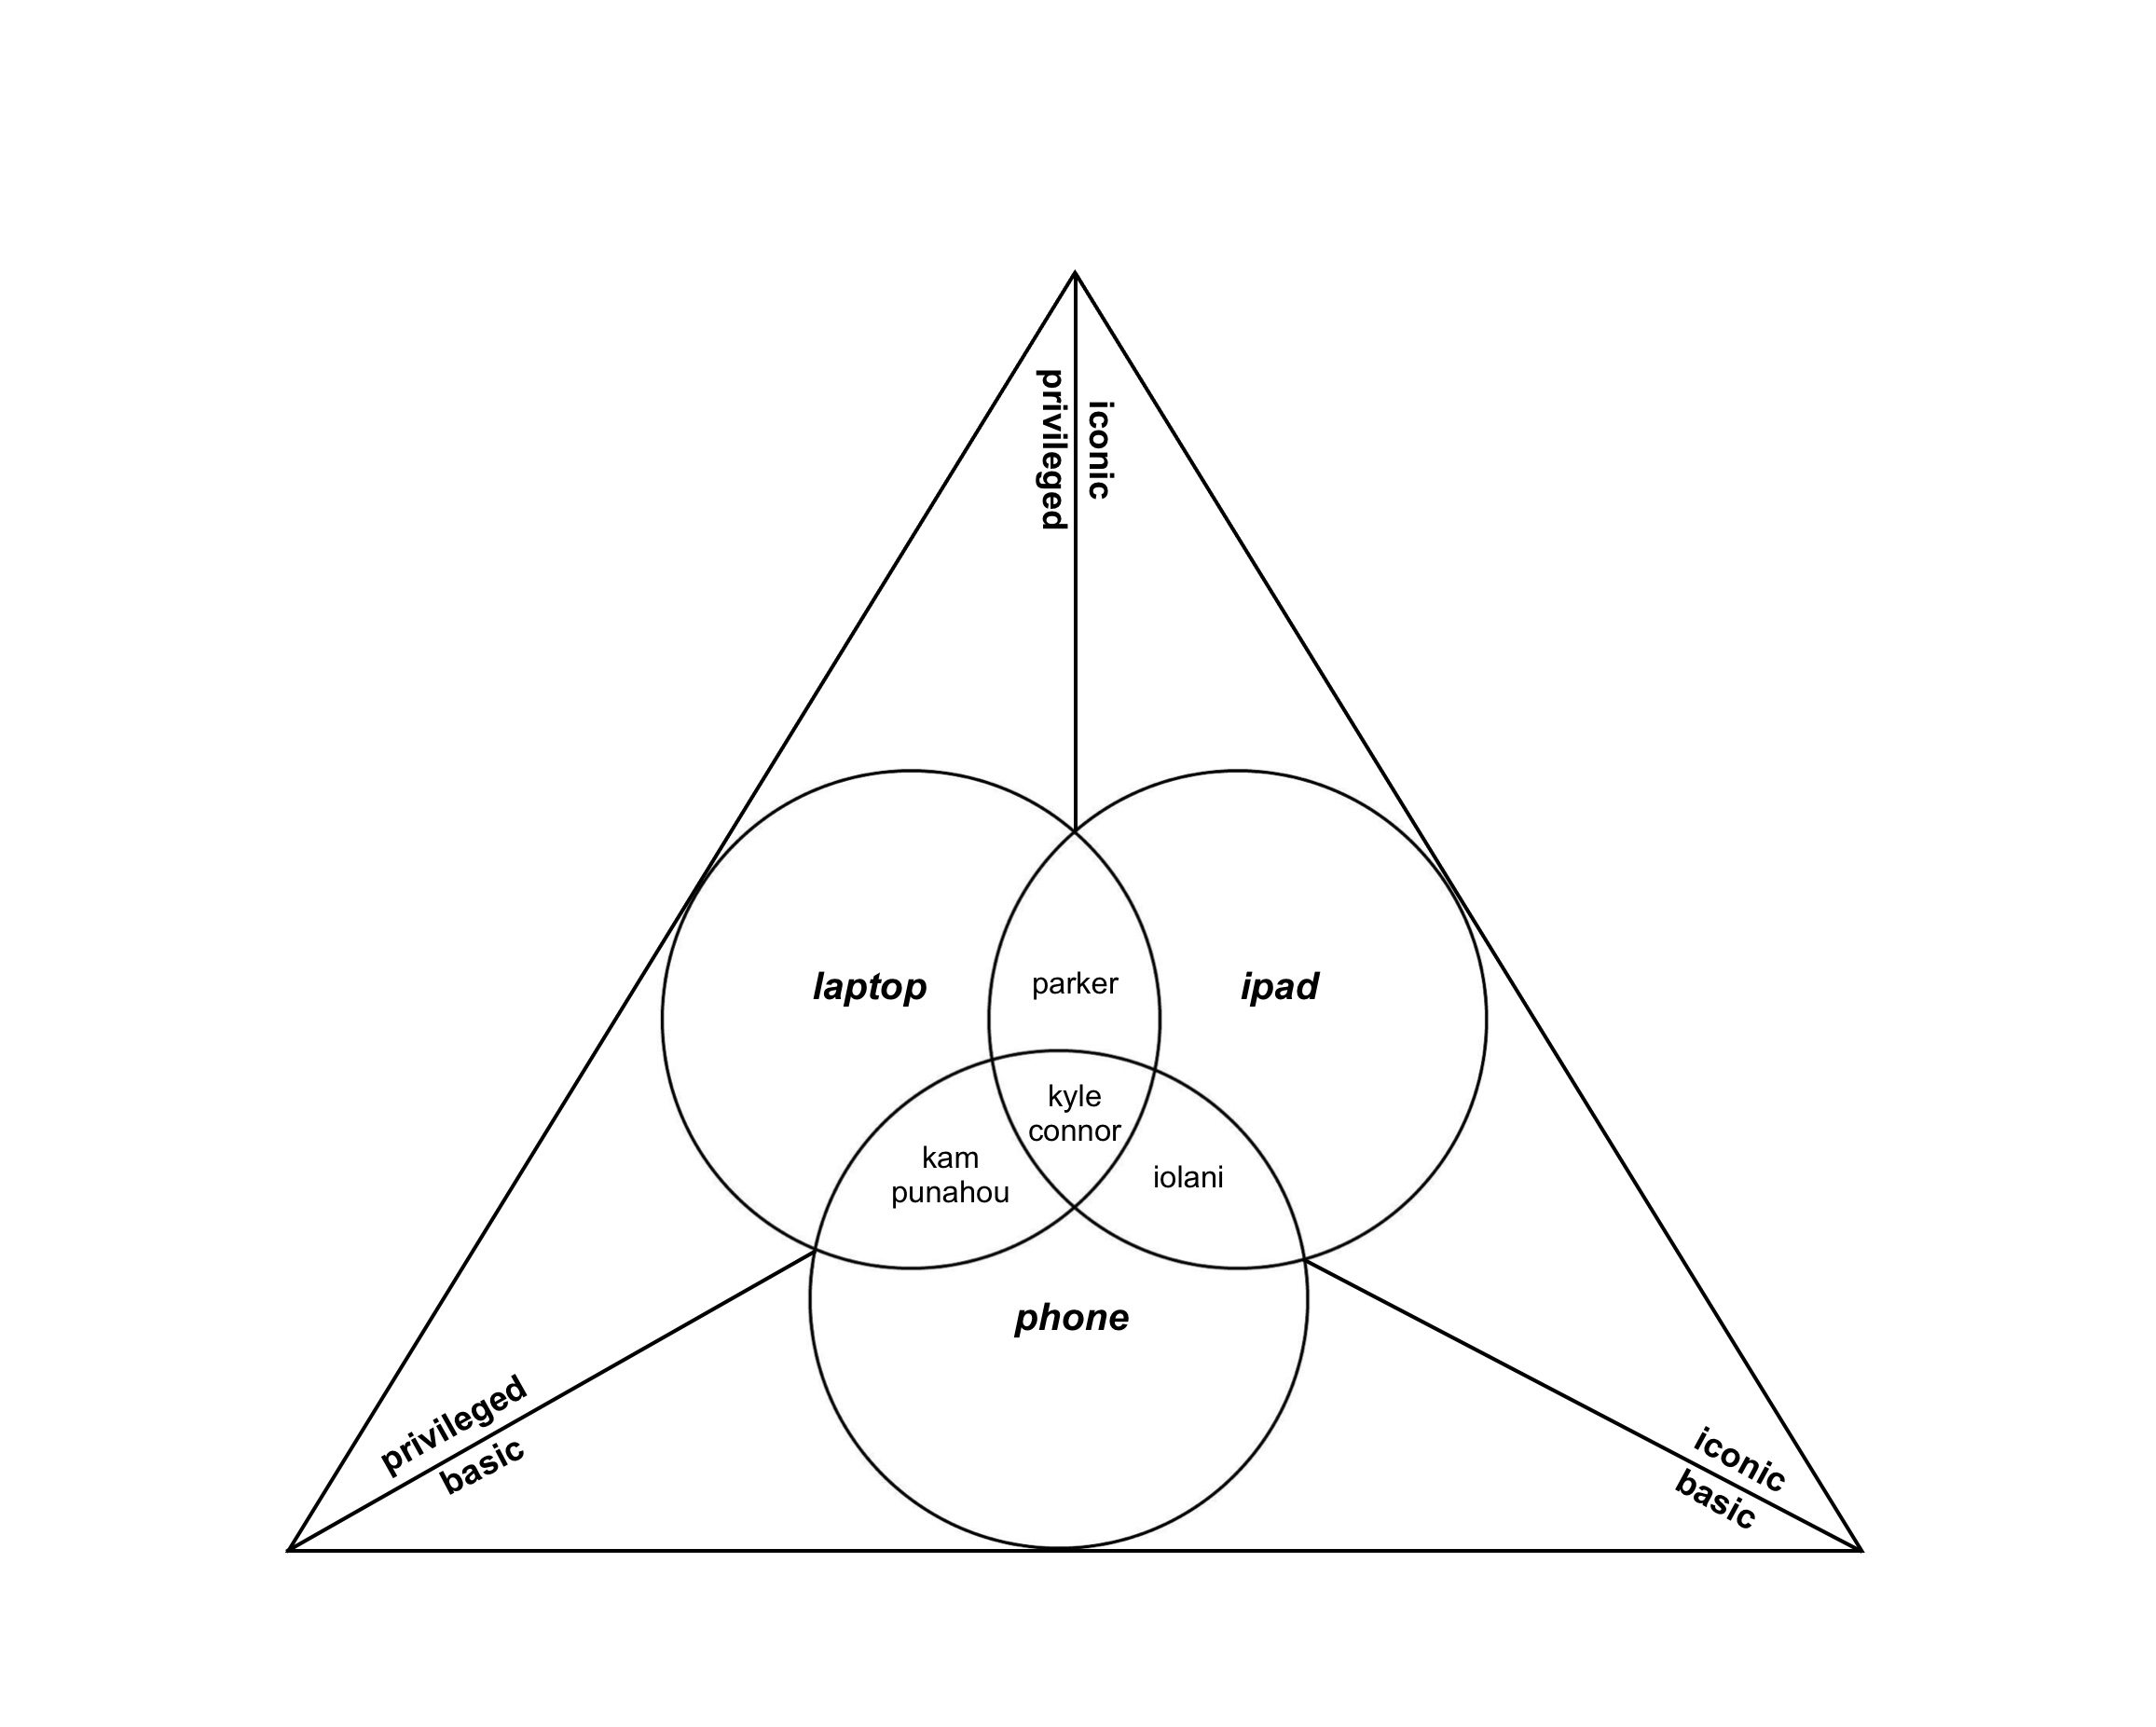 privileged
iconic
laptop
parker
ipad
kyle
connor
kam
punahou
iolani
phone
privileged
basic
iconic
basic